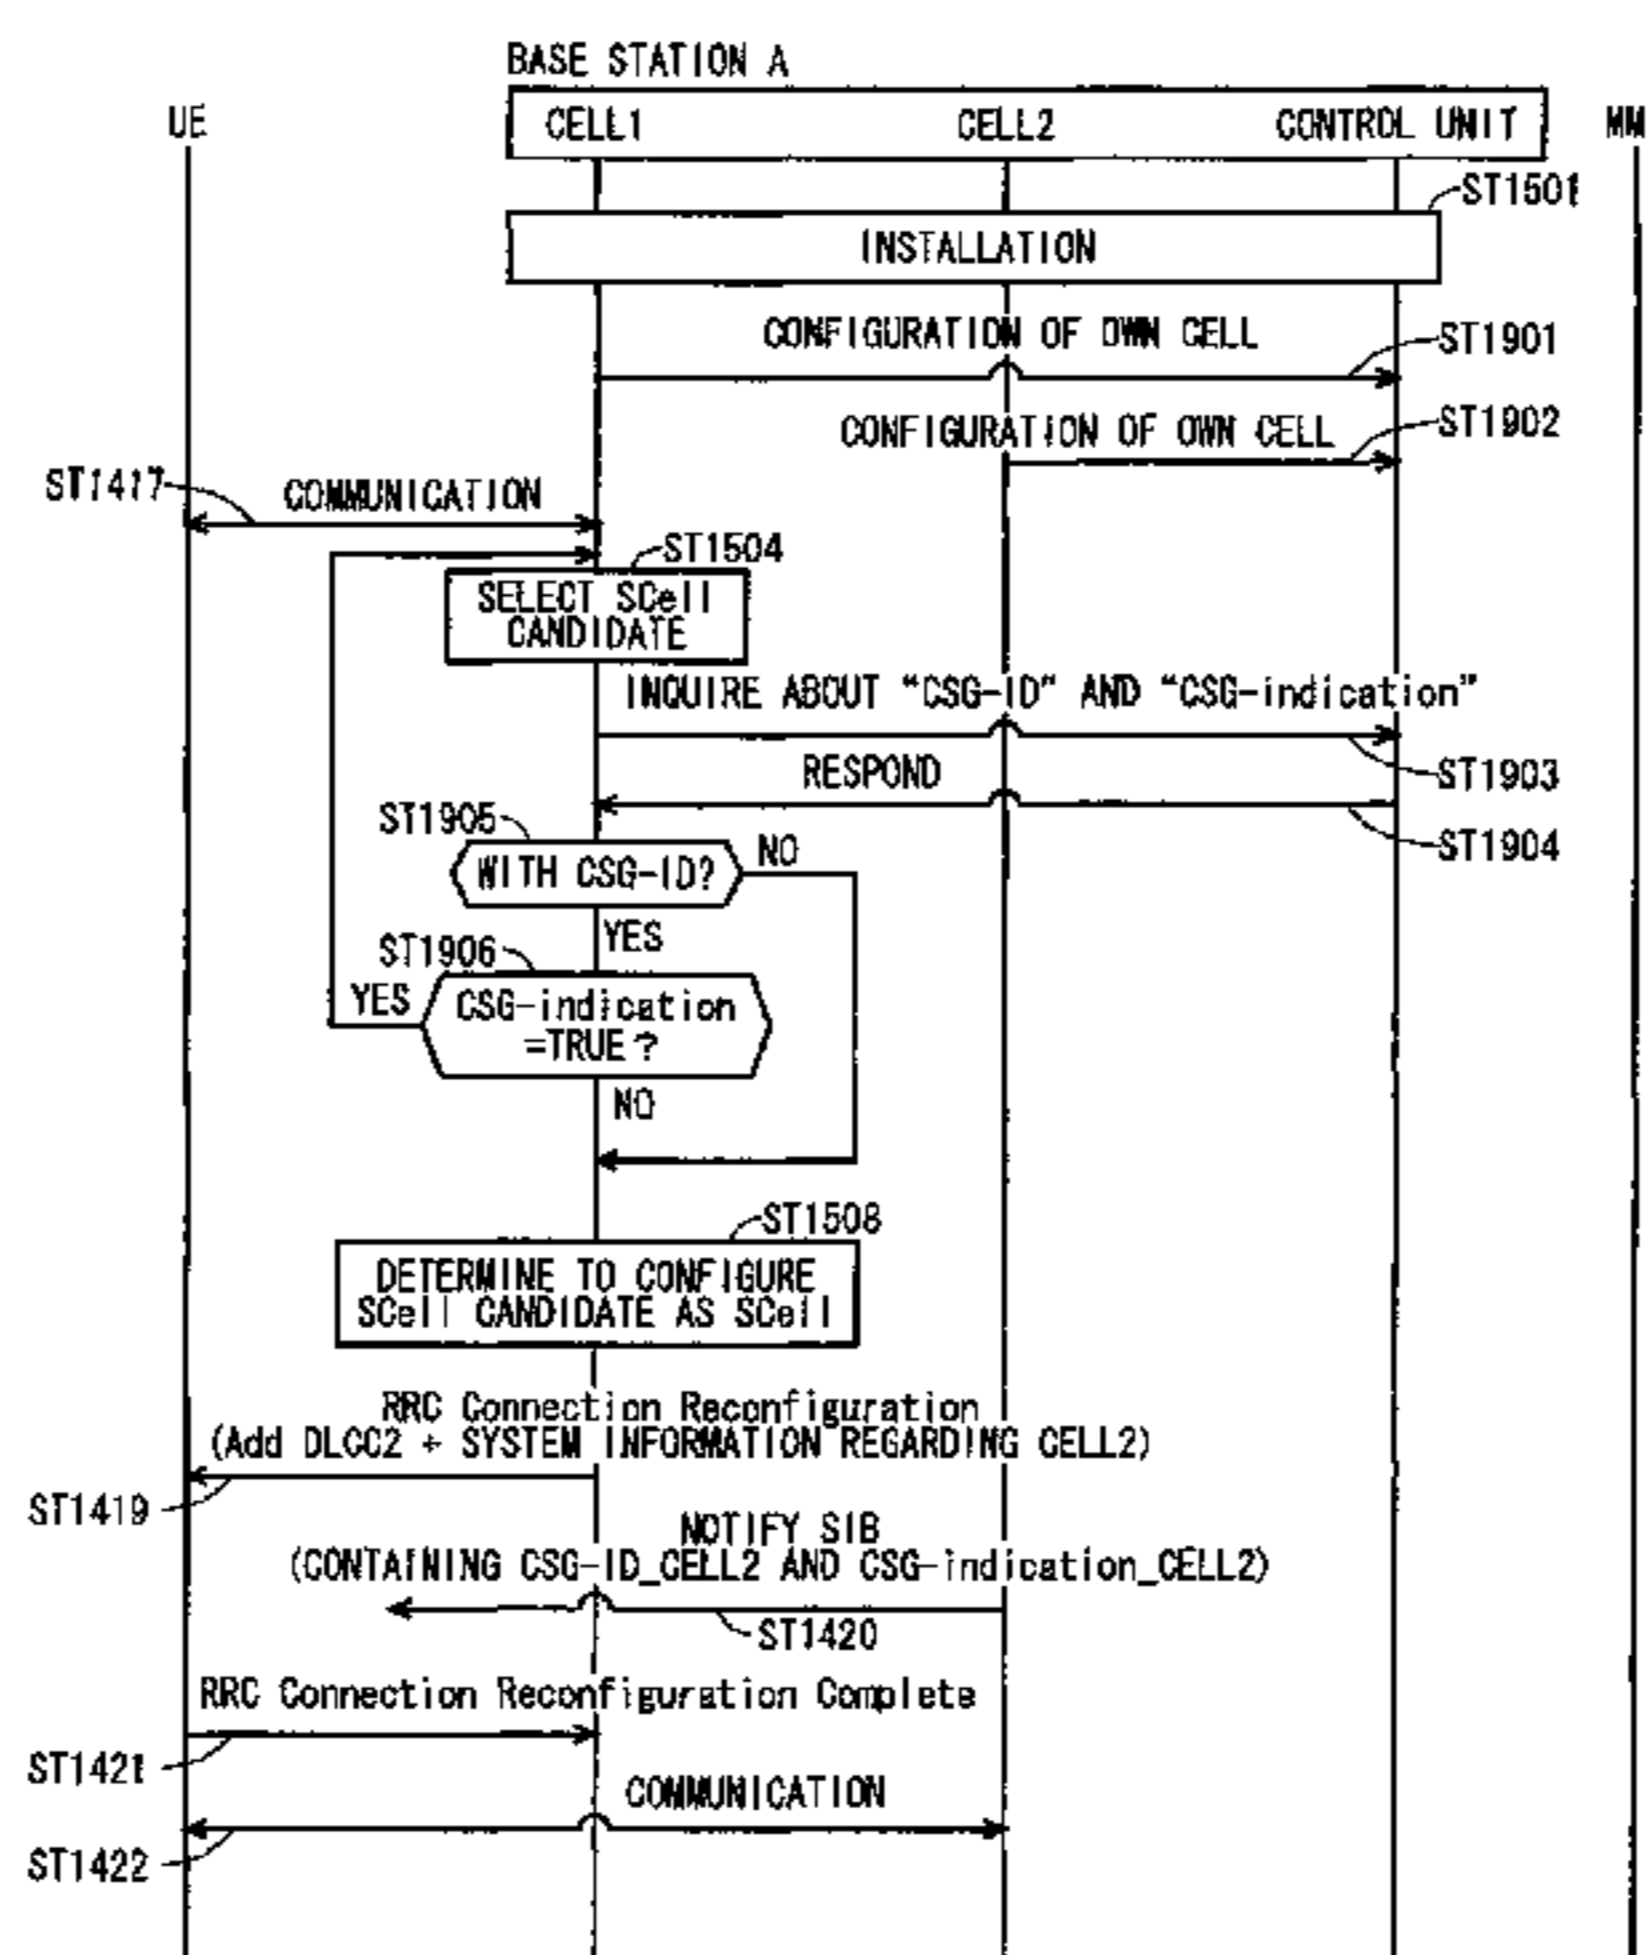 BASE STATION A
UE
CELL1
CELL2
CONTROL UNIT
MM
ST1501
INSTALLATION
CONFIGURATION OF OWN CELL
ST1901
CONFIGURATION OF OWN CELL
ST1902
ST1417
COMMUNICATION
ST1504
SELECT SCell
CANDIDATE
INQUIRE ABOUT “CSG-ID” AND “CSG-indication”
ST1903
RESPOND
ST1904
ST1905
WITH CSG-ID?
NO
YES
ST1906
CSG-indication
=TRUE?
YES
NO
ST1508
DETERMINE TO CONFIGURE
SCell CANDIDATE AS SCell
RRC Connection Reconfiguration
(Add DLCC2 + SYSTEM INFORMATION REGARDING CELL2)
ST1419
NOTIFY SIB
(CONTAINING CSG-ID_CELL2 AND CSG-indication_CELL2)
ST1420
RRC Connection Reconfiguration Complete
ST1421
COMMUNICATION
ST1422